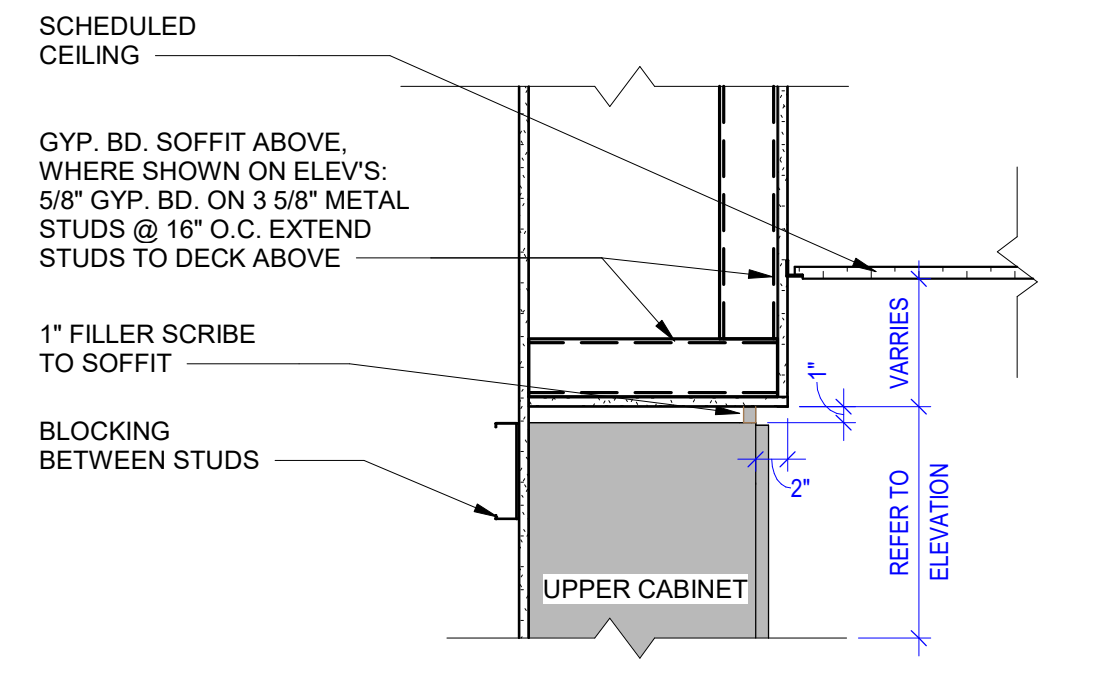 SCHEDULED
CEILING
GYP. BD. SOFFIT ABOVE,
WHERE SHOWN ON ELEV'S:
5/8" GYP. BD. ON 3 5/8" METAL
STUDS @ 16" O.C. EXTEND
STUDS TO DECK ABOVE
1" FILLER SCRIBE
TO SOFFIT
BLOCKING
BETWEEN STUDS
UPPER CABINET
1"
2"
VARRIES
REFER TO
ELEVATION